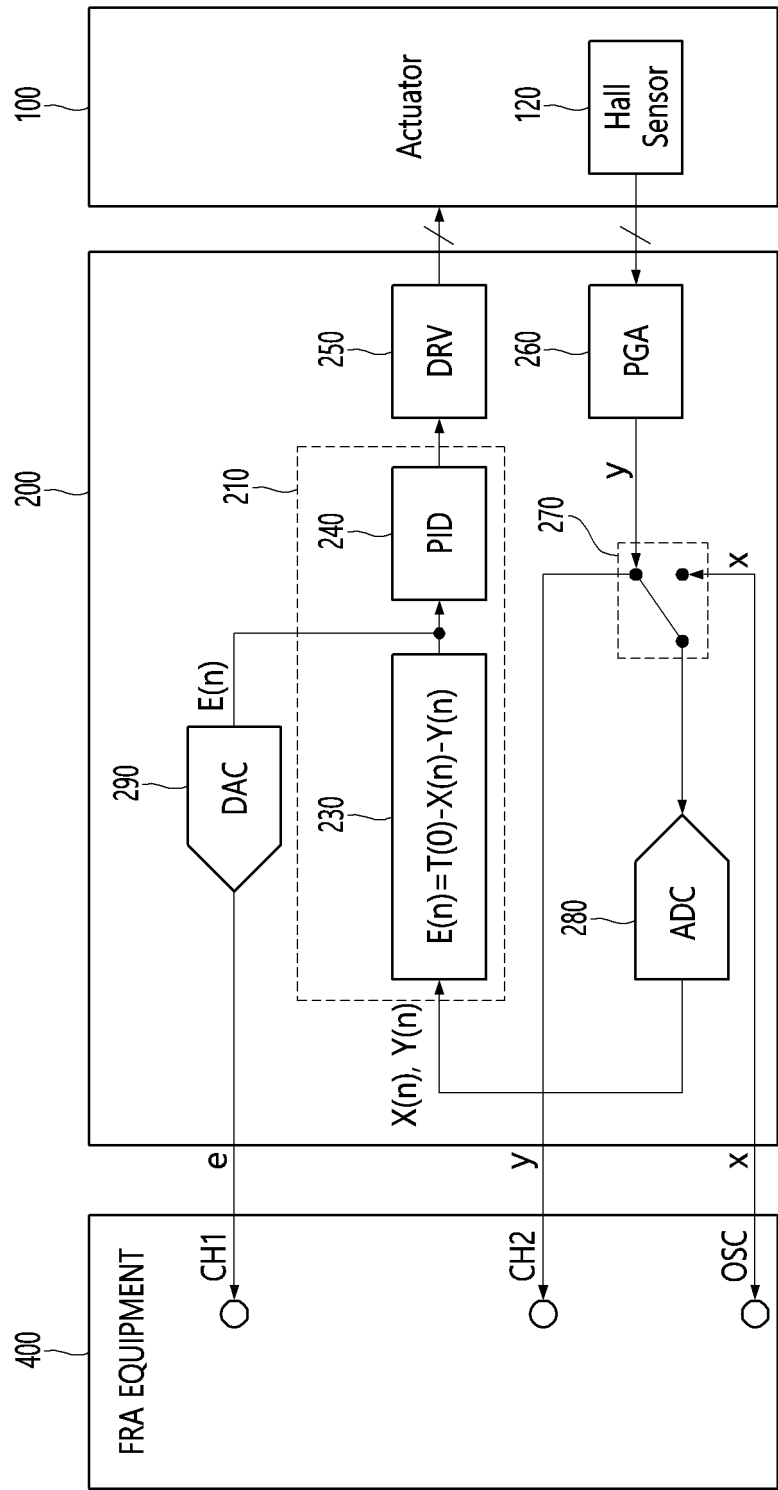 400
200
100
FRA EQUIPMENT
CH1
e
290
DAC
E(n)
210
230
E(n)=T(0)-X(n)-Y(n)
240
PID
250
DRV
Actuator
X(n), Y(n)
CH2
y
280
ADC
270
y
260
PGA
120
Hall
Sensor
OSC
x
x